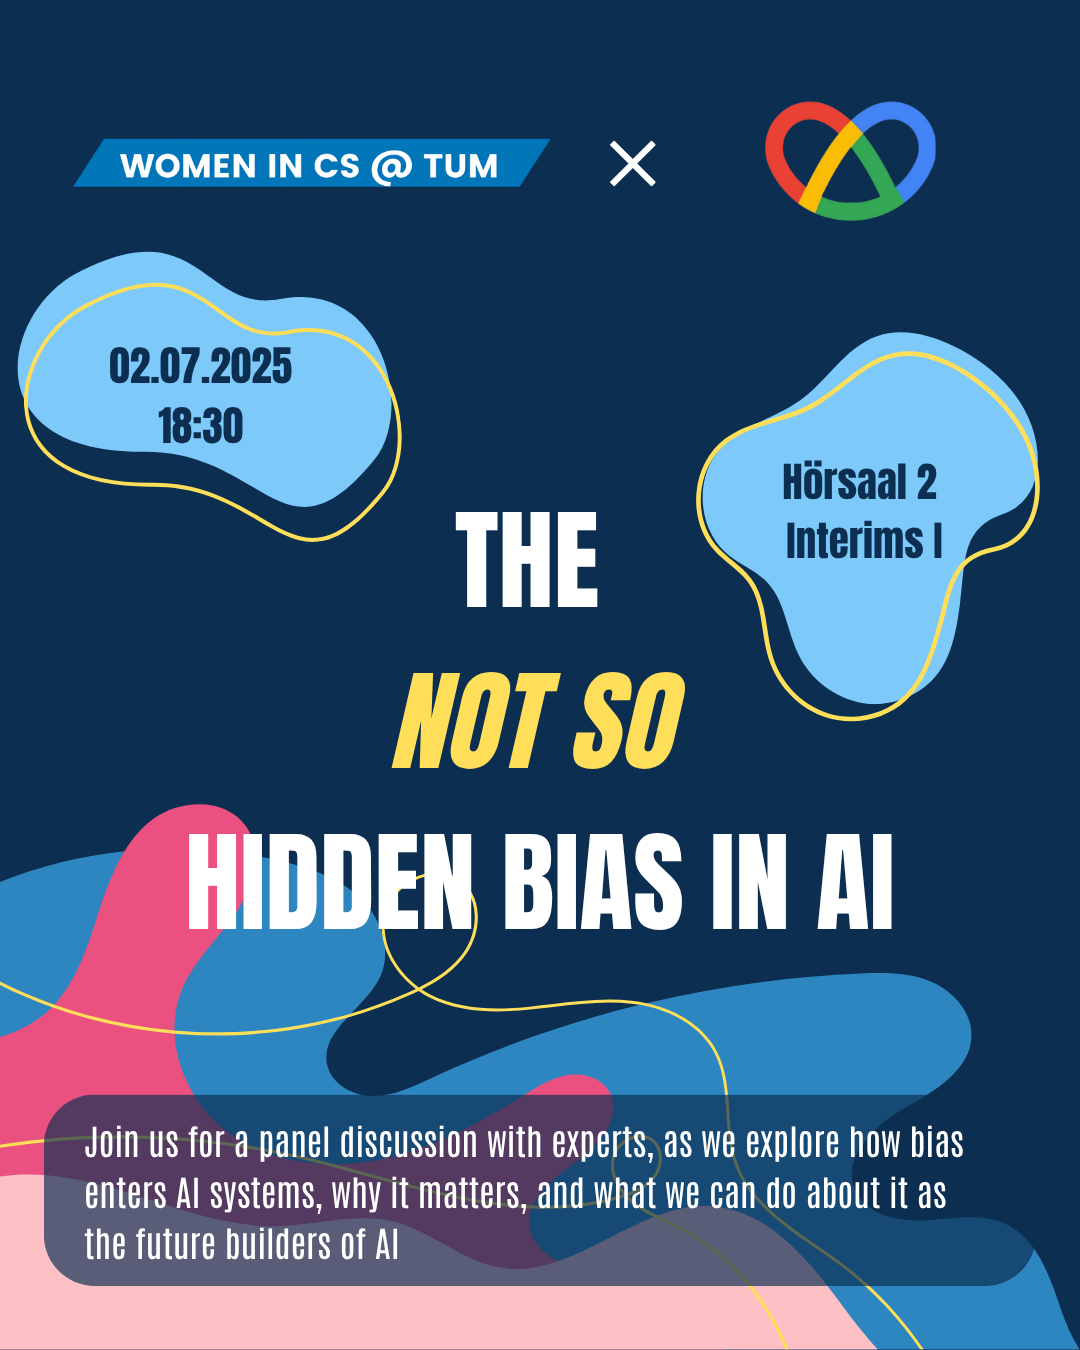 WOMEN IN CS @ TUM
02.07.2025
18:30
Hörsaal 2
Interims I
THE
NOT SO
HIDDEN BIAS IN AI
Join us for a panel discussion with experts, as we explore how bias
enters AI systems, why it matters, and what we can do about it as
the future builders of AI